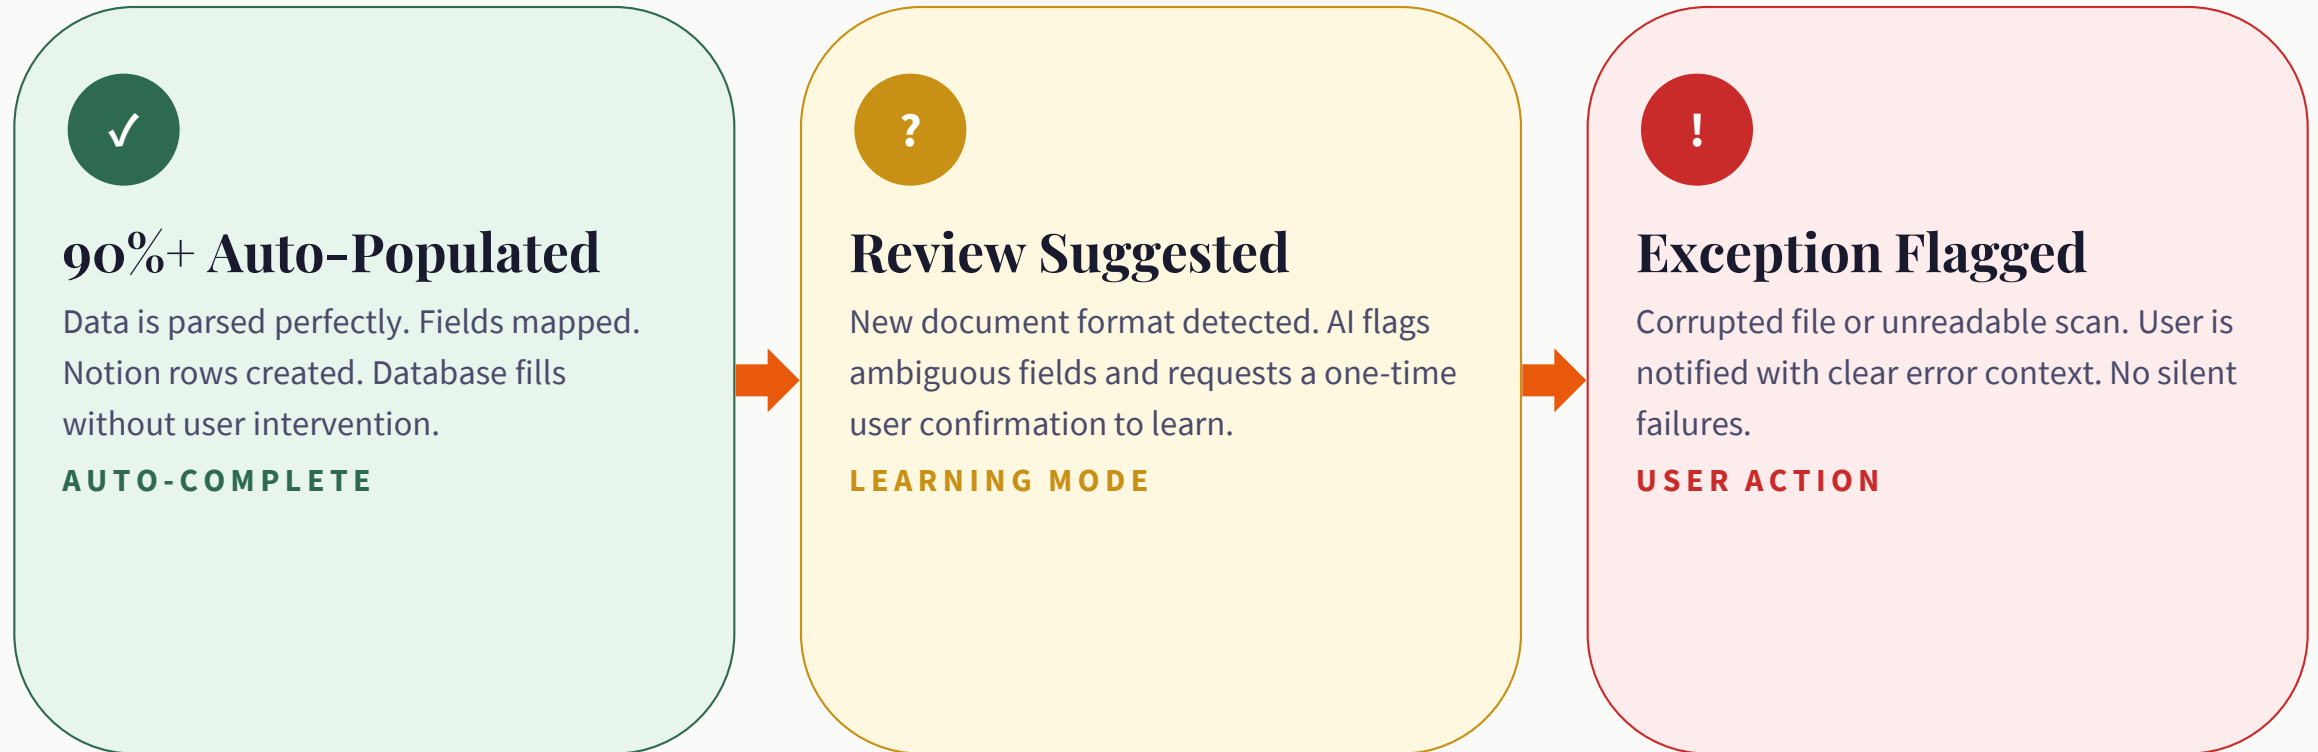 ✓
90%+ Auto-Populated
Data is parsed perfectly. Fields mapped.
Notion rows created. Database fills
without user intervention.
AUTO-COMPLETE
?
Review Suggested
New document format detected. AI flags
ambiguous fields and requests a one-time
user confirmation to learn.
LEARNING MODE
!
Exception Flagged
Corrupted file or unreadable scan. User is
notified with clear error context. No silent
failures.
USER ACTION